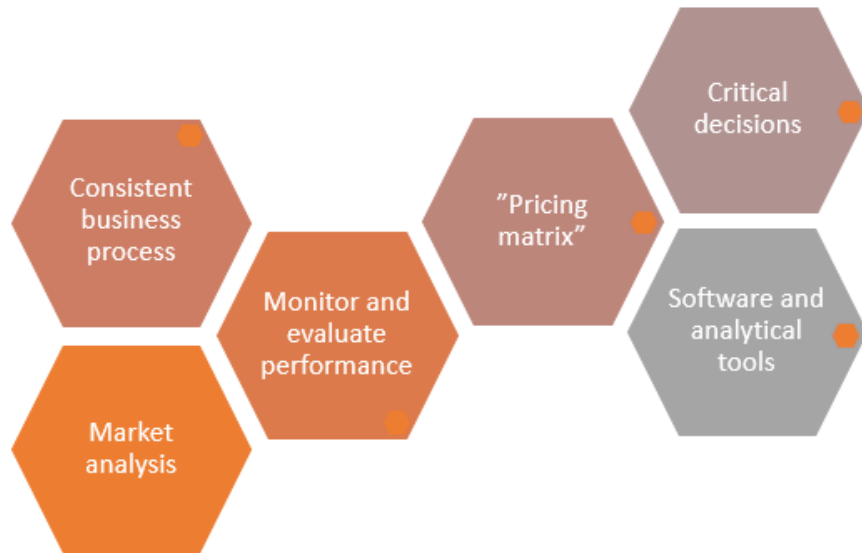 Critical
decisions
Consistent
business
process
”Pricing
matrix”
Monitor and
evaluate
performance
Software and
analytical
tools
Market
analysis